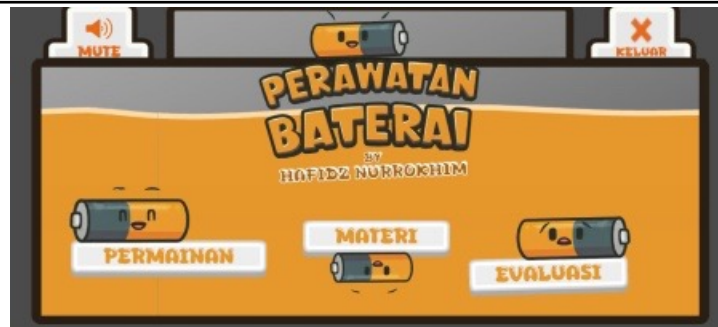 MUTE
KELUAR
PERAWATAN
BATERAI
BY
HAFIDZ NURROKHIM
PERMAINAN
MATERI
EVALUASI